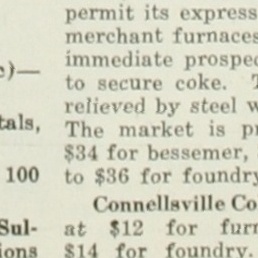 c)—
tals,
100
Sul-
ions
permit its express
merchant furnaces
immediate prospec
to secure coke.
relieved by steel w
The market is pr
$34 for bessemer,
to $36 for foundry
Connellsville Co
at $12 for furn
$14 for foundry.